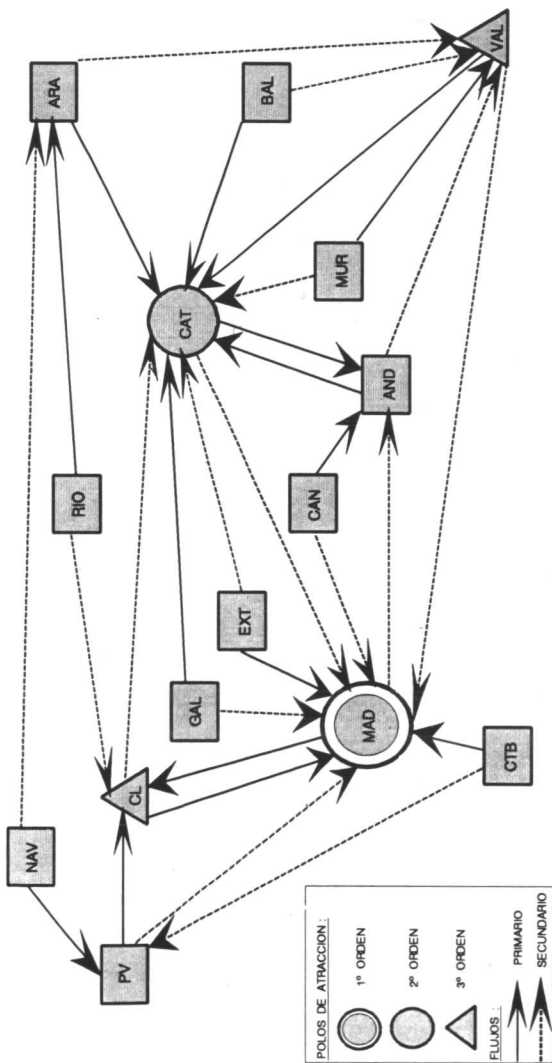 NAV
PV
CL
RIO
ARA
GAL
EXT
CAT
BAL
MAD
CAN
MUR
AND
CTB
VAL
POLOS DE ATRACCION :
1º ORDEN
2º ORDEN
3º ORDEN
FLUJOS :
PRIMARIO
SECUNDARIO